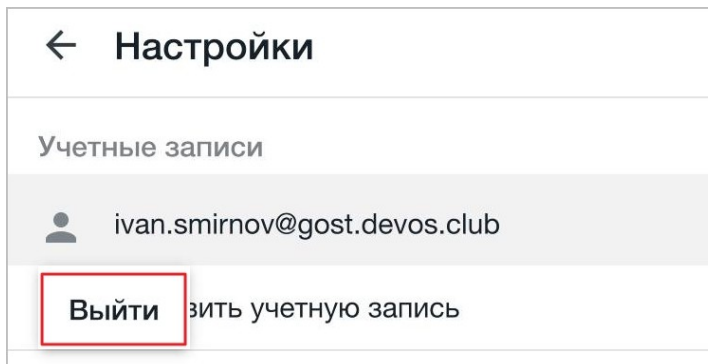 ← Настройки
Учетные записи
ivan.smirnov@gost.devos.club
Выйти вить учетную запись